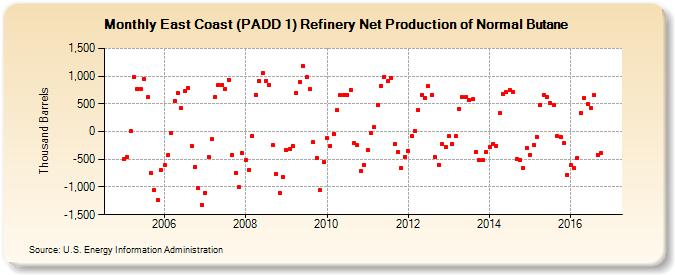 Monthly East Coast (PADD 1) Refinery Net Production of Normal Butane
Thousand Barrels
1,500
1,000
500
0
-500
-1,000
-1,500
2006 2008 2010 2012 2014 2016
Source: U.S. Energy Information Administration